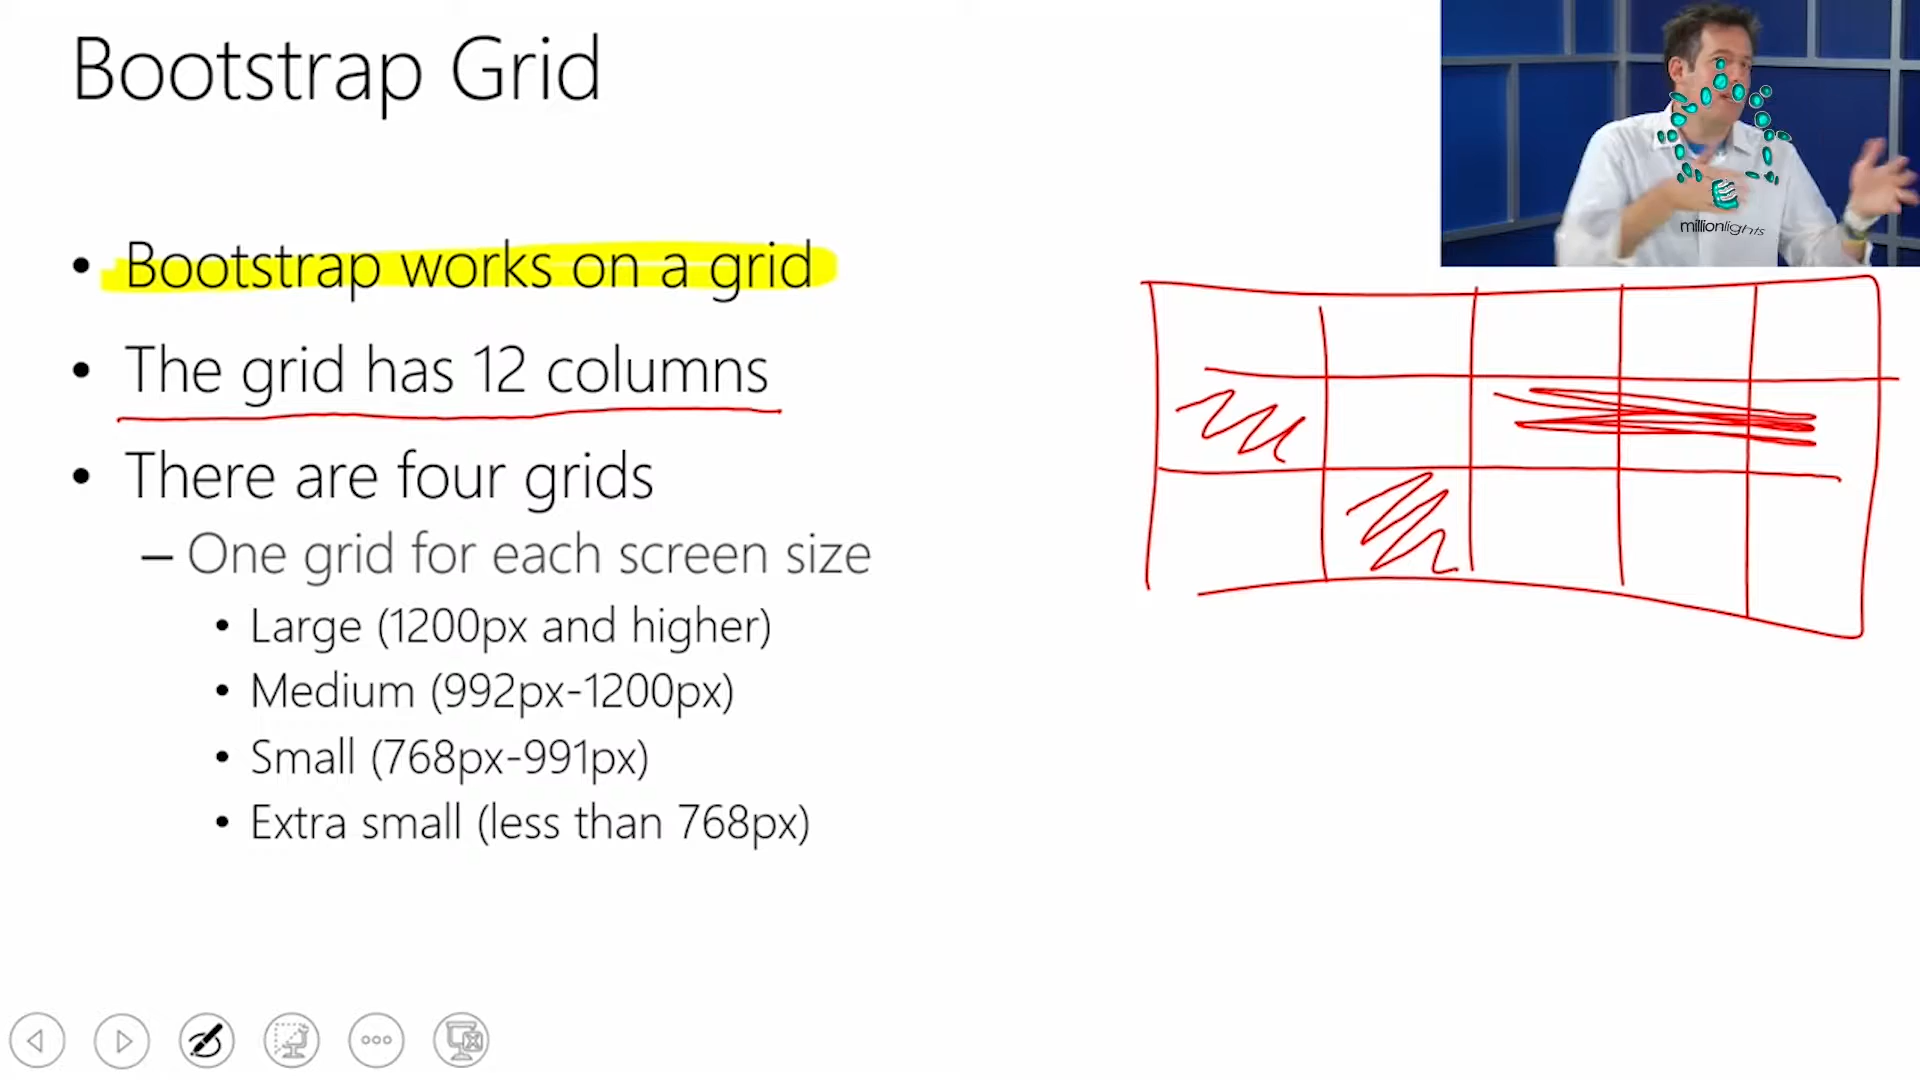 Bootstrap Grid
millionlights
• Bootstrap works on a grid
• The grid has 12 columns
• There are four grids
– One grid for each screen size
• Large (1200px and higher)
• Medium (992px-1200px)
• Small (768px-991px)
• Extra small (less than 768px)